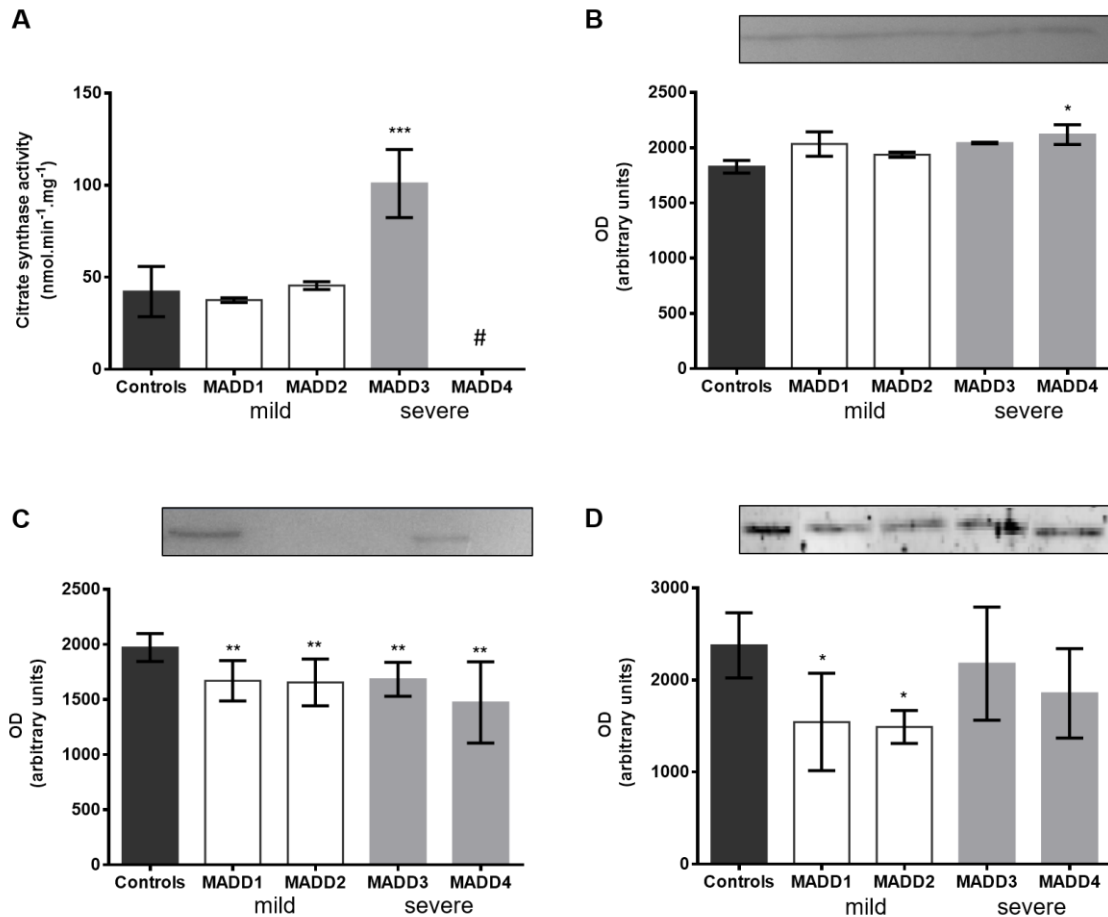 A
Citrate synthase activity
(nmol.min⁻¹.mg⁻¹)
150
100
50
0
***
#
Controls MADD1 MADD2 MADD3 MADD4
mild severe
B
OD
(arbitrary units)
2500
2000
1500
1000
500
0
*
Controls MADD1 MADD2 MADD3 MADD4
mild severe
C
OD
(arbitrary units)
2500
2000
1500
1000
500
0
** ** ** **
Controls MADD1 MADD2 MADD3 MADD4
mild severe
D
OD
(arbitrary units)
3000
2000
1000
0
* *
Controls MADD1 MADD2 MADD3 MADD4
mild severe